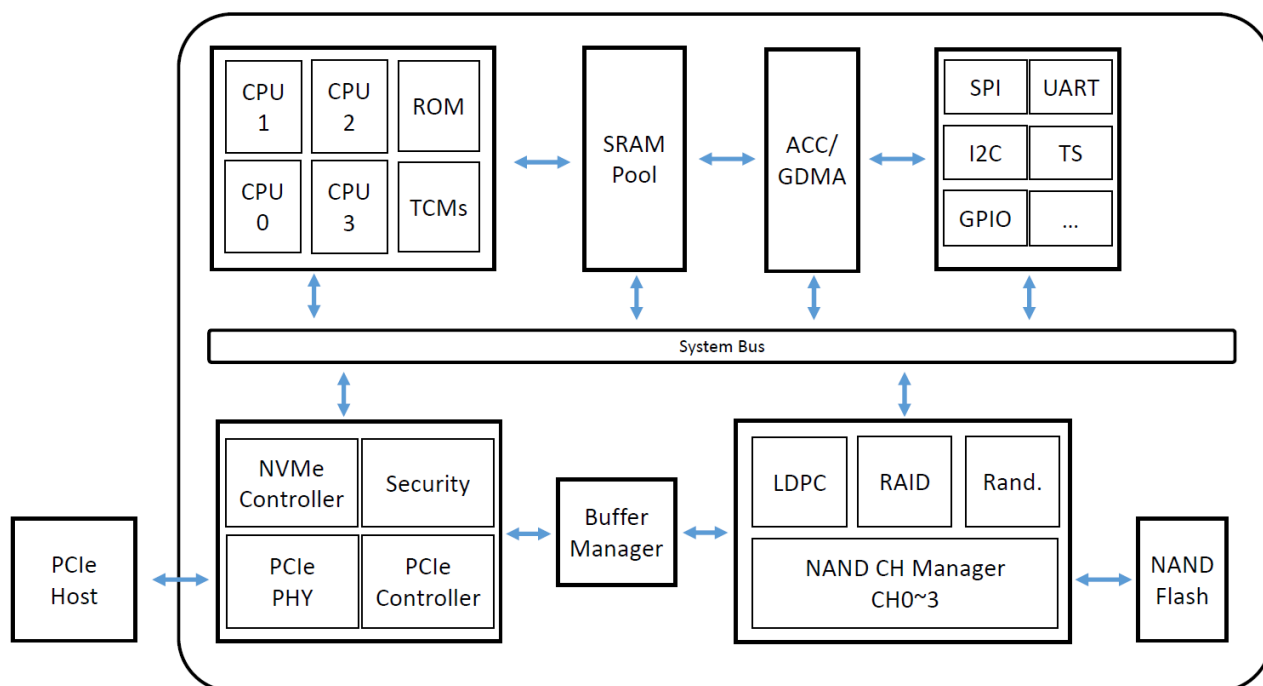 CPU
1
CPU
2
ROM
CPU
0
CPU
3
TCMs
SRAM
Pool
ACC/
GDMA
SPI
UART
I2C
TS
GPIO
...
System Bus
NVMe
Controller
Security
PCIe
PHY
PCIe
Controller
Buffer
Manager
LDPC
RAID
Rand.
NAND CH Manager
CH0~3
PCIe
Host
NAND
Flash